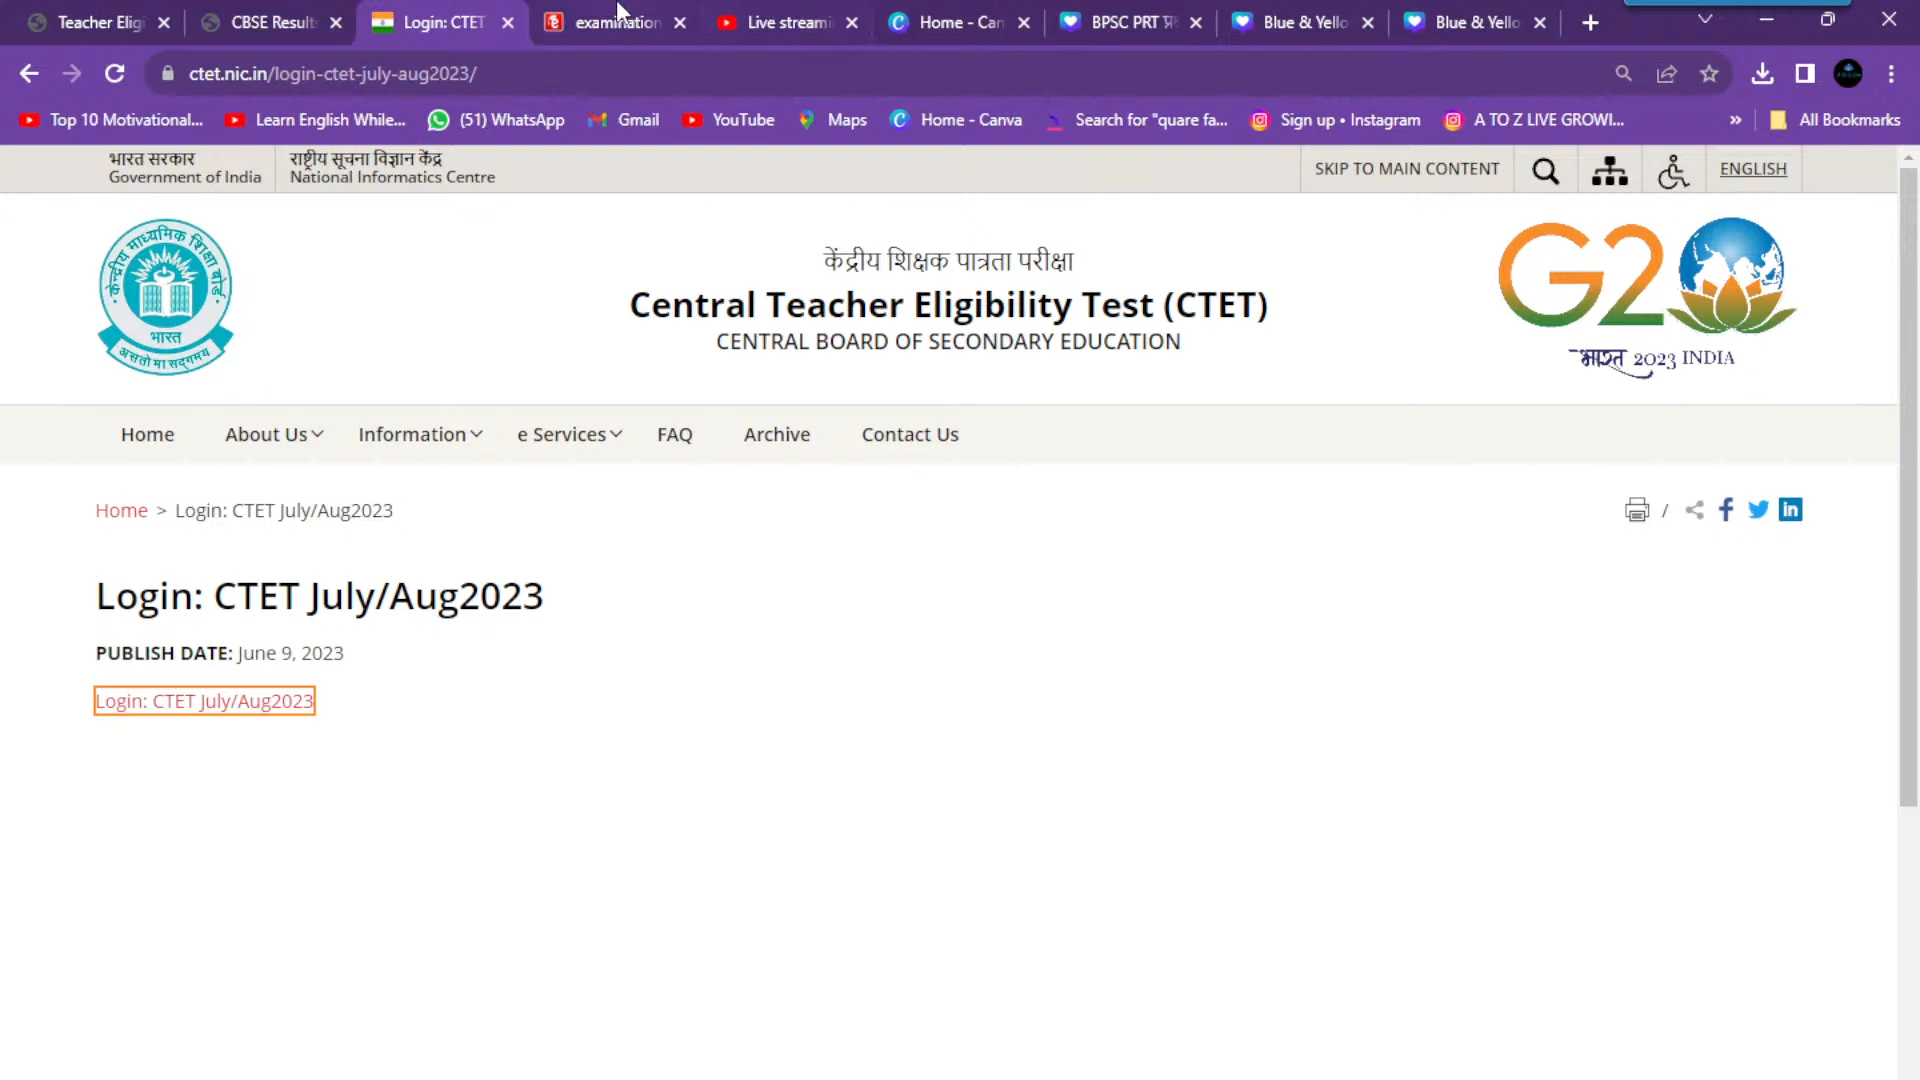 Teacher Elig
CBSE Result
Login: CTET
examination
Live streami
Home - Can
BPSC PRT
Blue & Yello
Blue & Yello
ctet.nic.in/login-ctet-july-aug2023/
Top 10 Motivational...
Learn English While...
(51) WhatsApp
Gmail
YouTube
Maps
Home - Canva
Search for "quare fa...
Sign up • Instagram
A TO Z LIVE GROWI...
»
All Bookmarks
भारत सरकार
Government of India
राष्ट्रीय सूचना विज्ञान केंद्र
National Informatics Centre
SKIP TO MAIN CONTENT
ENGLISH
केन्द्रीय माध्यमिक शिक्षा बोर्ड
भारत
असतो मा सद्गमय
केंद्रीय शिक्षक पात्रता परीक्षा
Central Teacher Eligibility Test (CTET)
CENTRAL BOARD OF SECONDARY EDUCATION
G20
भारत 2023 INDIA
Home
About Us
Information
e Services
FAQ
Archive
Contact Us
Home > Login: CTET July/Aug2023
/
Login: CTET July/Aug2023
PUBLISH DATE: June 9, 2023
Login: CTET July/Aug2023